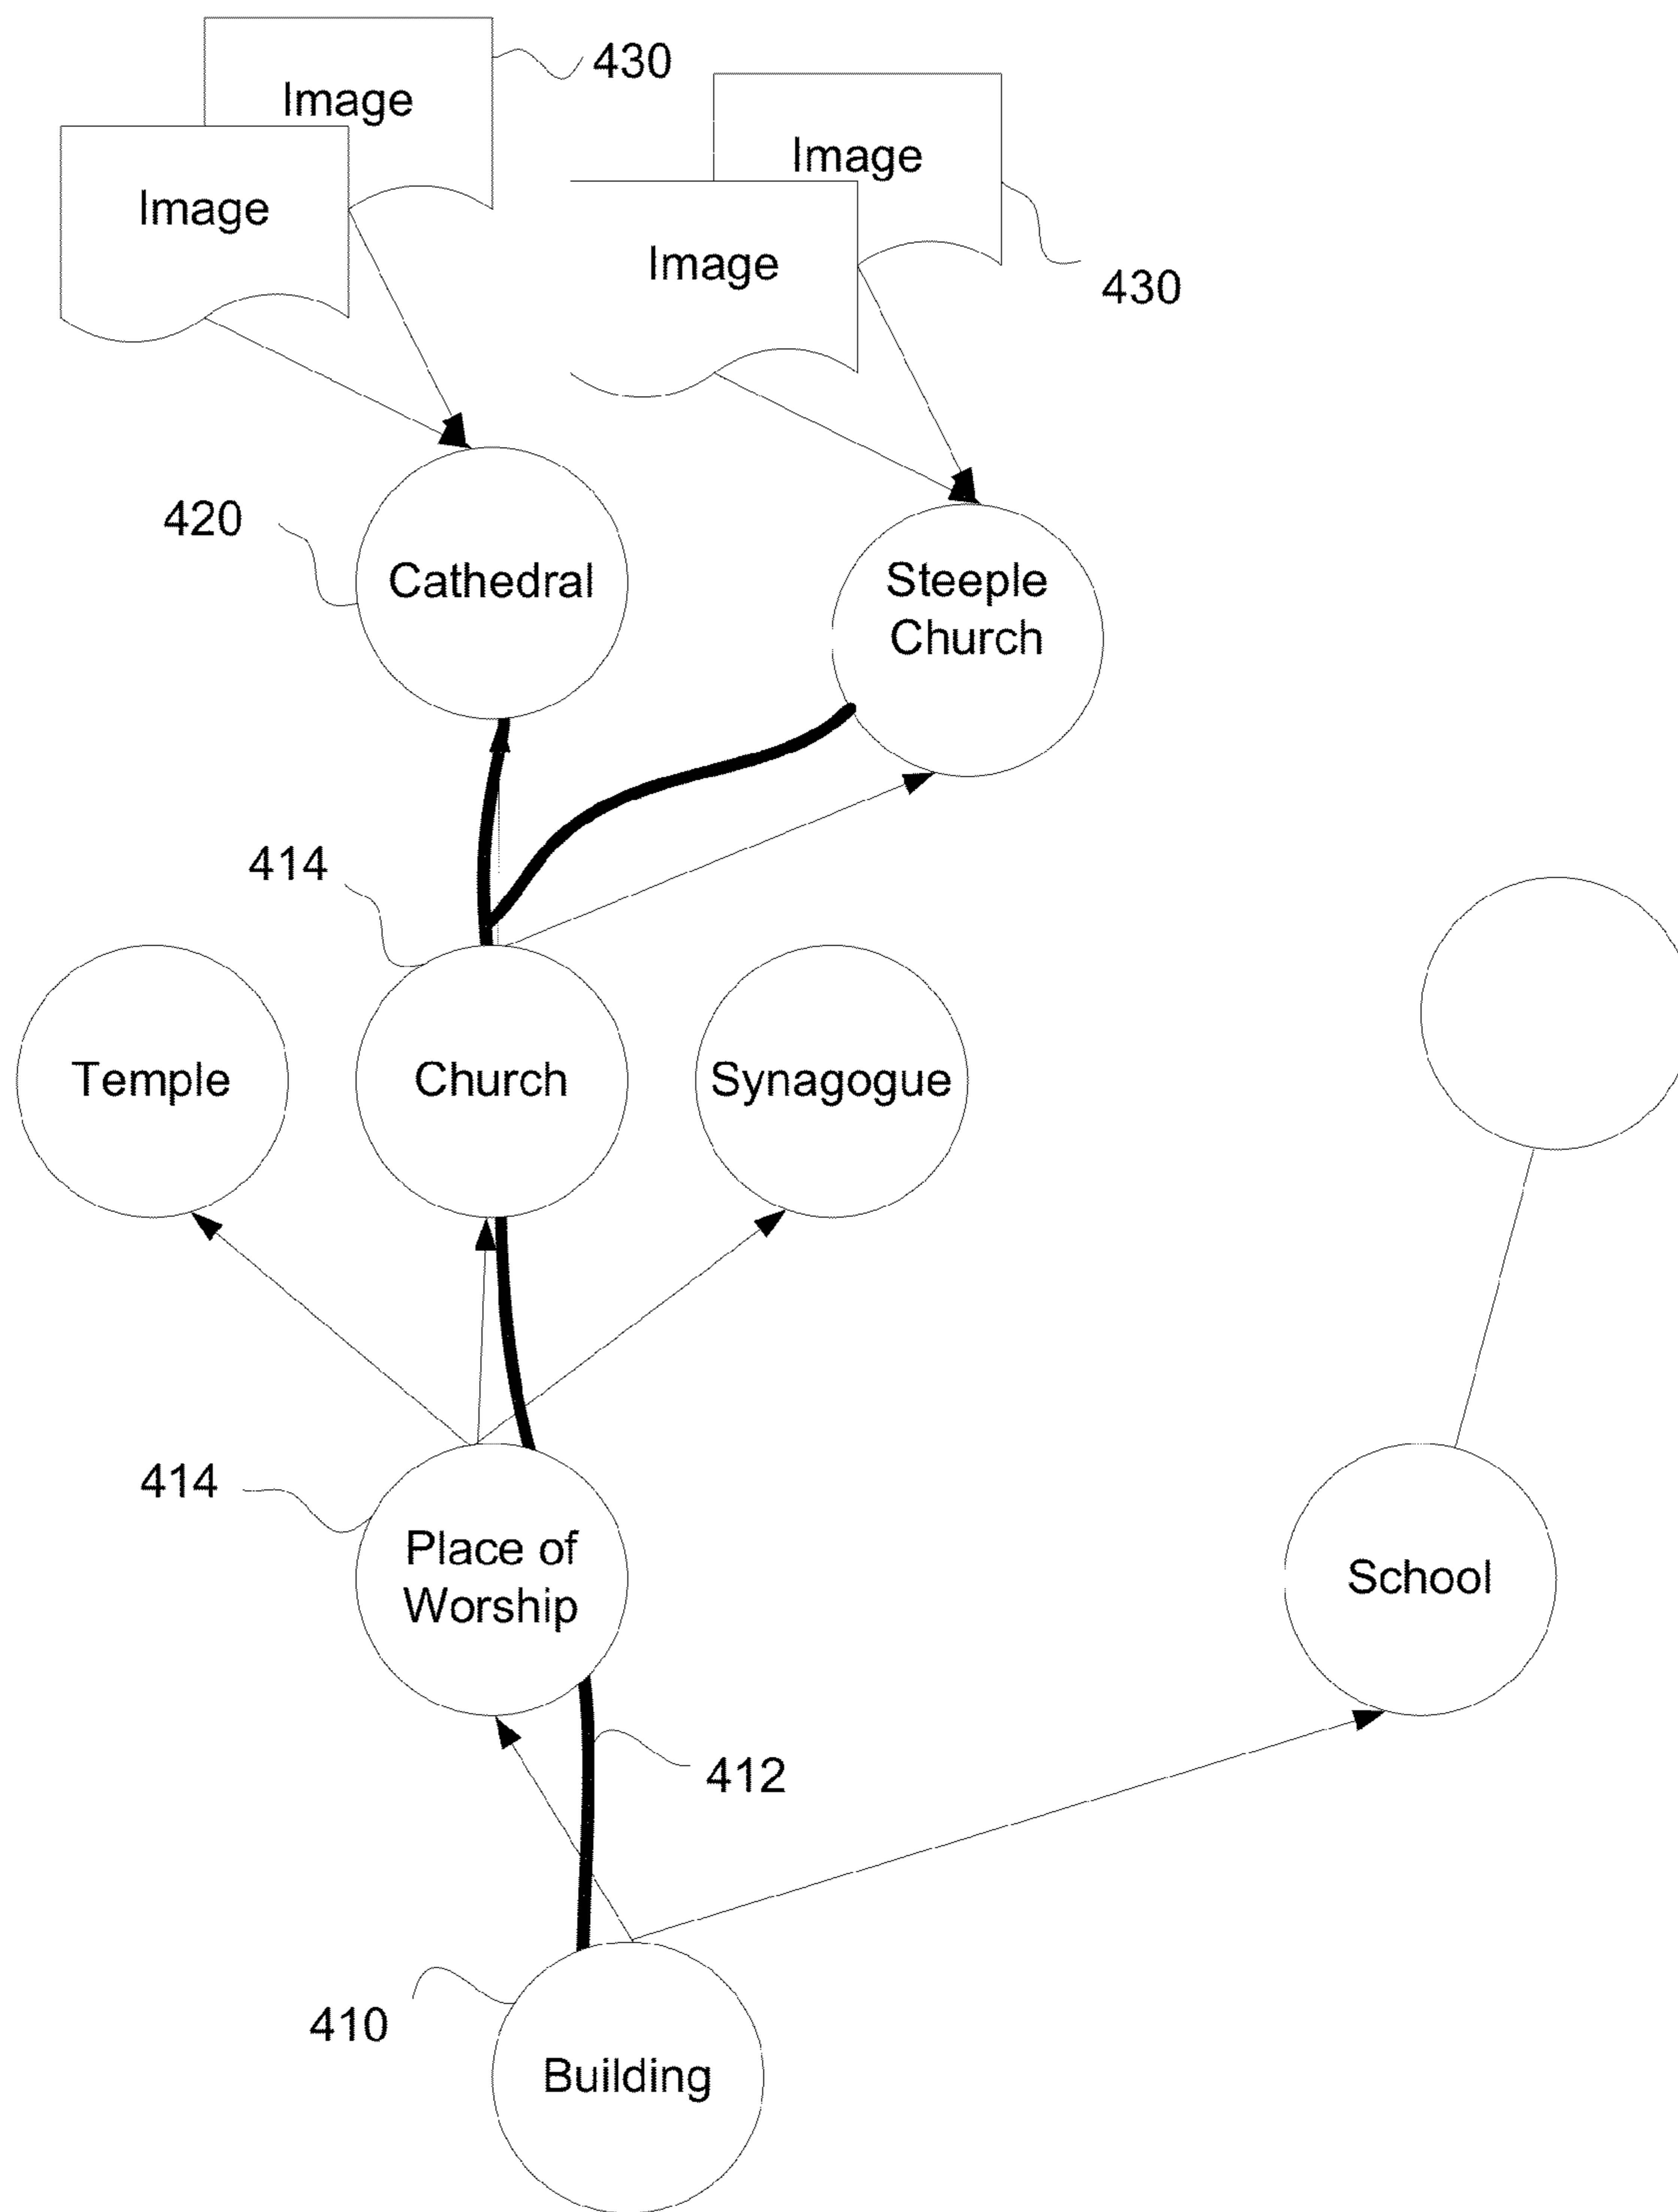 Image
430
Image
Image
430
Image
420
Cathedral
Steeple
Church
414
Temple
Church
Synagogue
414
Place of
Worship
School
412
410
Building